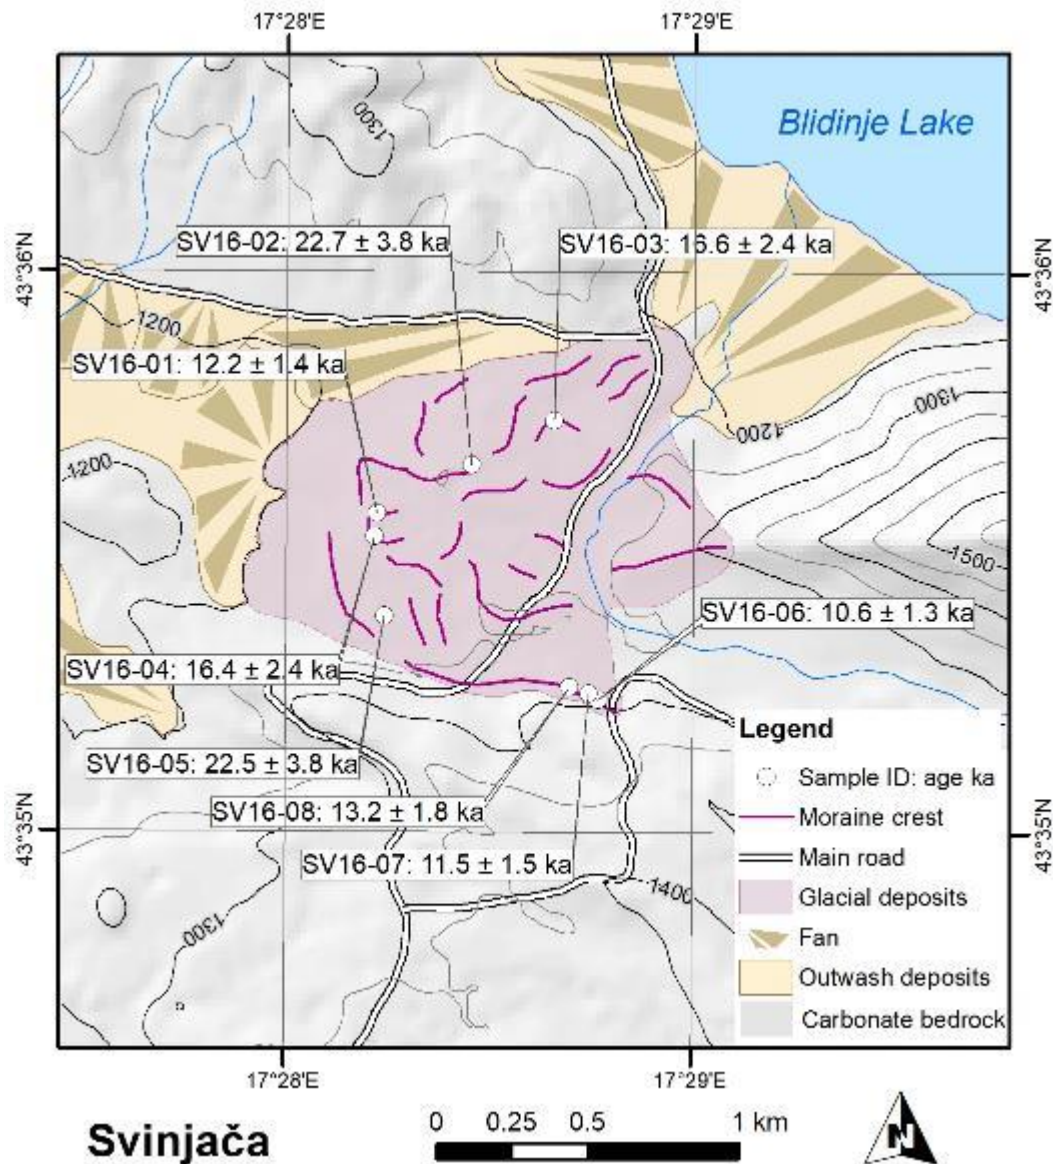 17°28'E
17°29'E
1300
Blidinje Lake
43°36'N
SV16-02: 22.7 ± 3.8 ka
SV16-03: 16.6 ± 2.4 ka
43°36'N
1200
SV16-01: 12.2 ± 1.4 ka
1300
1200
1200
1500
SV16-06: 10.6 ± 1.3 ka
SV16-04: 16.4 ± 2.4 ka
SV16-05: 22.5 ± 3.8 ka
SV16-08: 13.2 ± 1.8 ka
43°35'N
43°35'N
SV16-07: 11.5 ± 1.5 ka
1400
1300
Legend
Sample ID: age ka
Moraine crest
Main road
Glacial deposits
Fan
Outwash deposits
Carbonate bedrock
17°28'E
17°29'E
Svinjača
0 0.25 0.5 1 km
N